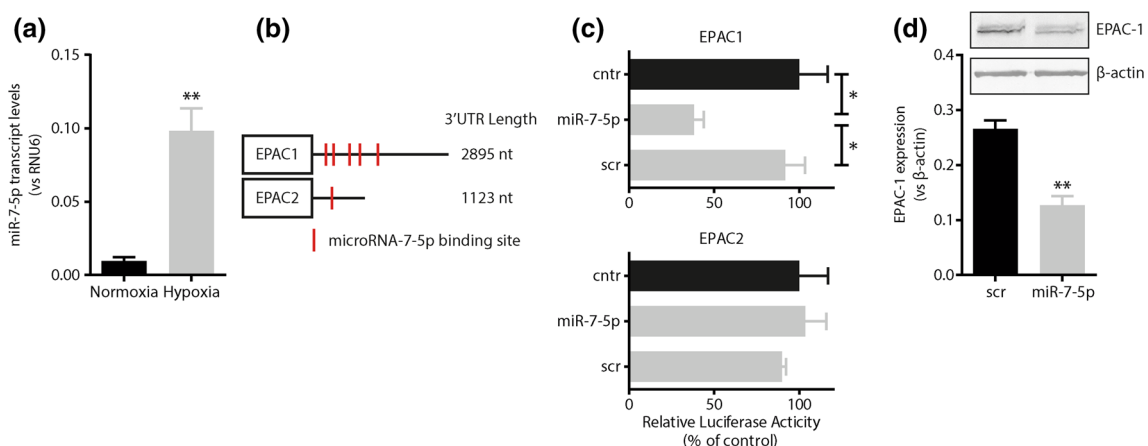 (a)
miR-7-5p transcript levels
(vs RNU6)
0.15
0.10
0.05
0.00
**
Normoxia Hypoxia
(b)
3'UTR Length
EPAC1
2895 nt
EPAC2
1123 nt
microRNA-7-5p binding site
(c)
EPAC1
cntr
miR-7-5p
scr
*
*
0
50
100
EPAC2
cntr
miR-7-5p
scr
0
50
100
Relative Luciferase Acticity
(% of control)
(d)
EPAC-1
β-actin
EPAC-1 expression
(vs β-actin)
0.4
0.3
0.2
0.1
0.0
**
scr
miR-7-5p